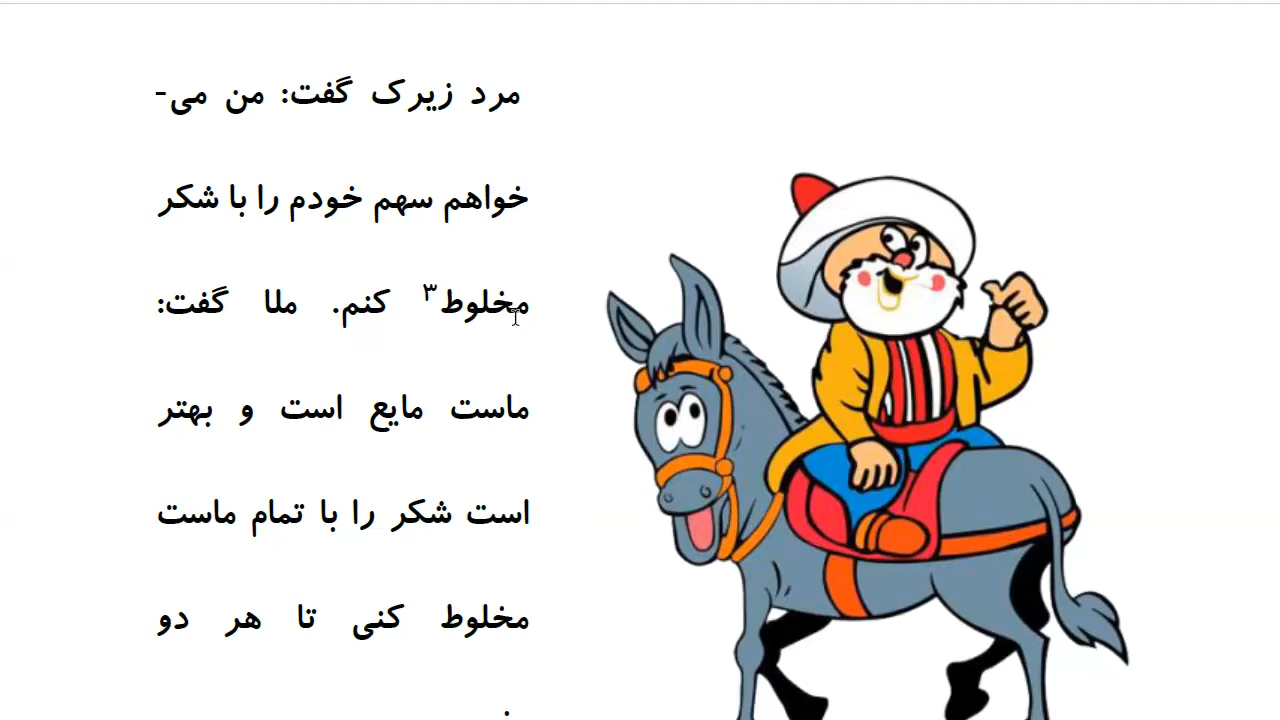 مرد زیرک گفت: من می-
خواهم سهم خودم را با شکر
مخلوط۳ کنم. ملا گفت:
ماست مایع است و بهتر
است شکر را با تمام ماست
مخلوط کنی تا هر دو